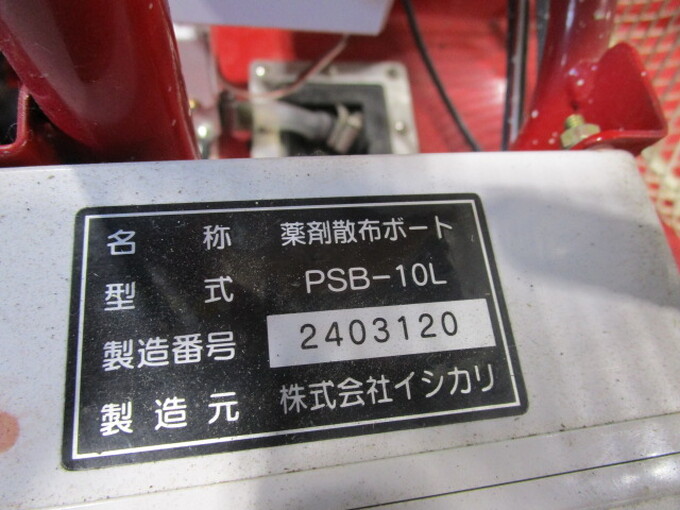 名称 薬剤散布ボート
型式 PSB-10L
製造番号 2403120
製造元 株式会社イシカリ